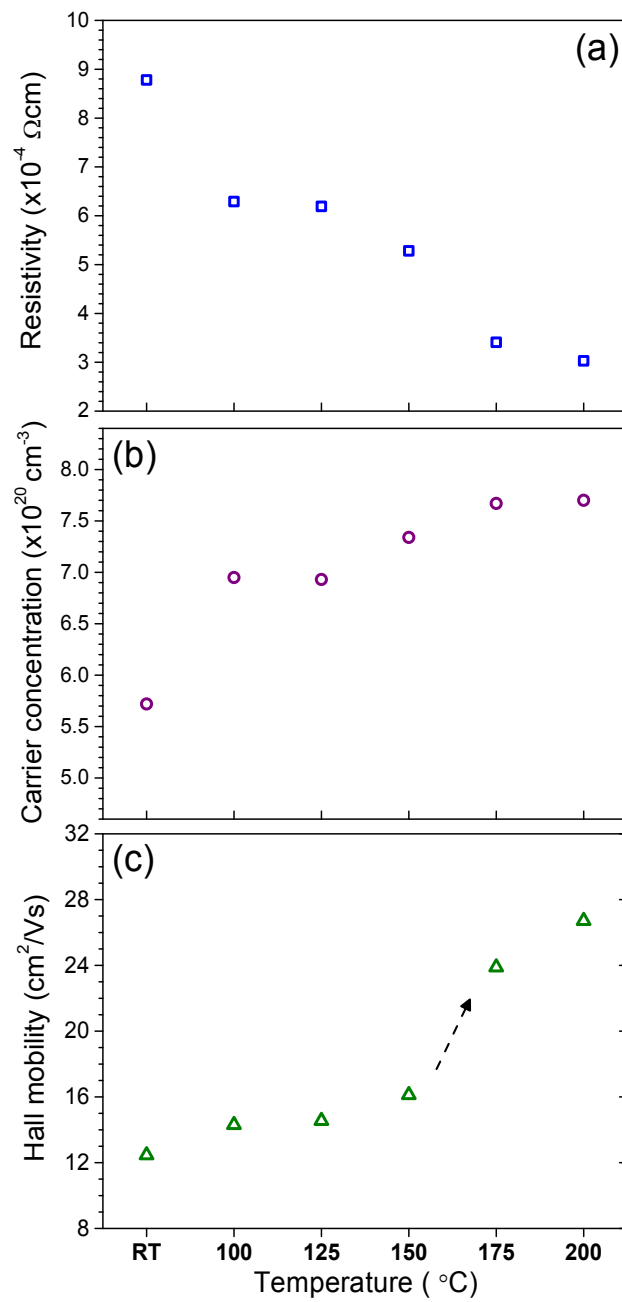 (a)
Resistivity (x10⁻⁴ Ωcm)
10
9
8
7
6
5
4
3
2
(b)
Carrier concentration (x10²⁰ cm⁻³)
8.0
7.5
7.0
6.5
6.0
5.5
5.0
(c)
Hall mobility (cm²/Vs)
32
28
24
20
16
12
8
RT 100 125 150 175 200
Temperature ( °C)